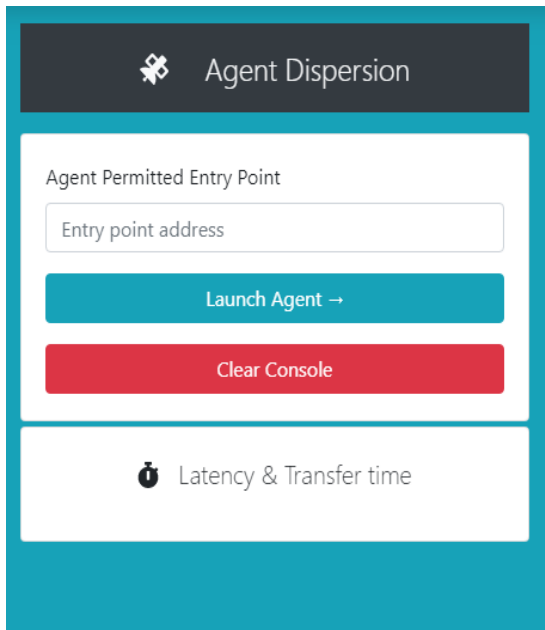 Agent Dispersion
Agent Permitted Entry Point
Entry point address
Launch Agent →
Clear Console
Latency & Transfer time